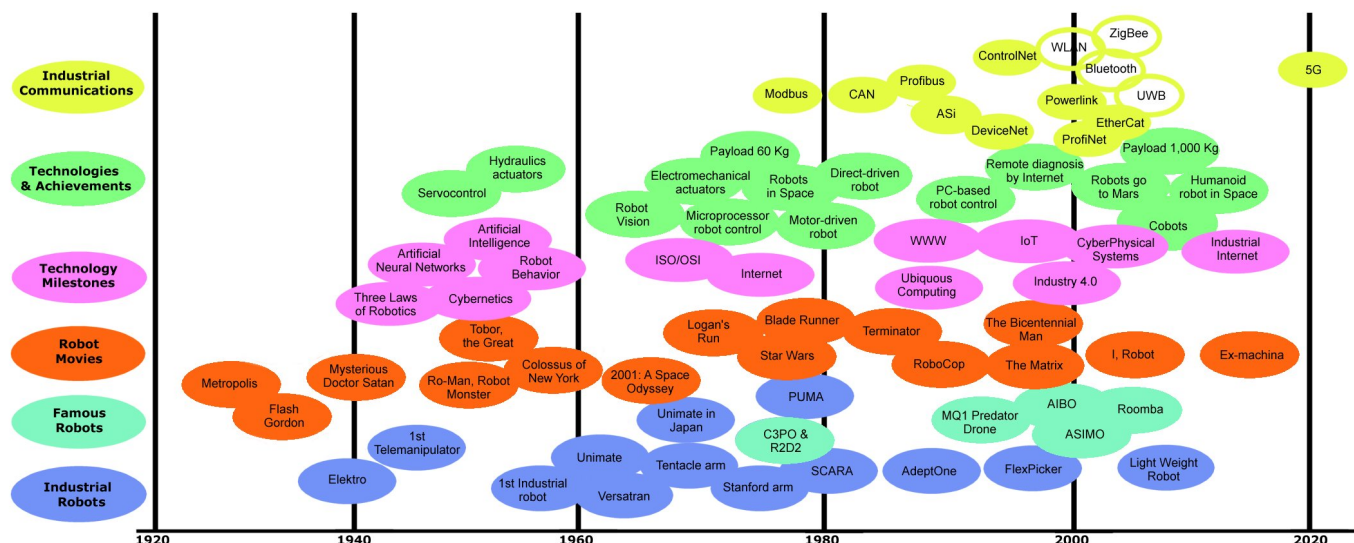 Industrial
Communications
Modbus
CAN
Profibus
ASi
ControlNet
DeviceNet
WLAN
ZigBee
Bluetooth
UWB
Powerlink
EtherCat
ProfiNet
5G
Technologies
& Achievements
Servocontrol
Hydraulics
actuators
Robot
Vision
Electromechanical
actuators
Payload 60 Kg
Microprocessor
robot control
Robots
in Space
Motor-driven
robot
Direct-driven
robot
PC-based
robot control
Remote diagnosis
by Internet
Payload 1,000 Kg
Robots go
to Mars
Humanoid
robot in Space
Cobots
Technology
Milestones
Three Laws
of Robotics
Artificial
Neural Networks
Artificial
Intelligence
Cybernetics
Robot
Behavior
ISO/OSI
Internet
WWW
Ubiquous
Computing
IoT
Industry 4.0
CyberPhysical
Systems
Industrial
Internet
Robot
Movies
Metropolis
Flash
Gordon
Mysterious
Doctor Satan
Tobor,
the Great
Ro-Man, Robot
Monster
Colossus of
New York
2001: A Space
Odyssey
Logan's
Run
Blade Runner
Star Wars
Terminator
RoboCop
The Bicentennial
Man
The Matrix
I, Robot
Ex-machina
Famous
Robots
C3PO &
R2D2
MQ1 Predator
Drone
AIBO
ASIMO
Roomba
Industrial
Robots
Elektro
1st
Telemanipulator
1st Industrial
robot
Unimate
Versatran
Unimate in
Japan
Tentacle arm
Stanford arm
PUMA
SCARA
AdeptOne
FlexPicker
Light Weight
Robot
1920
1940
1960
1980
2000
2020